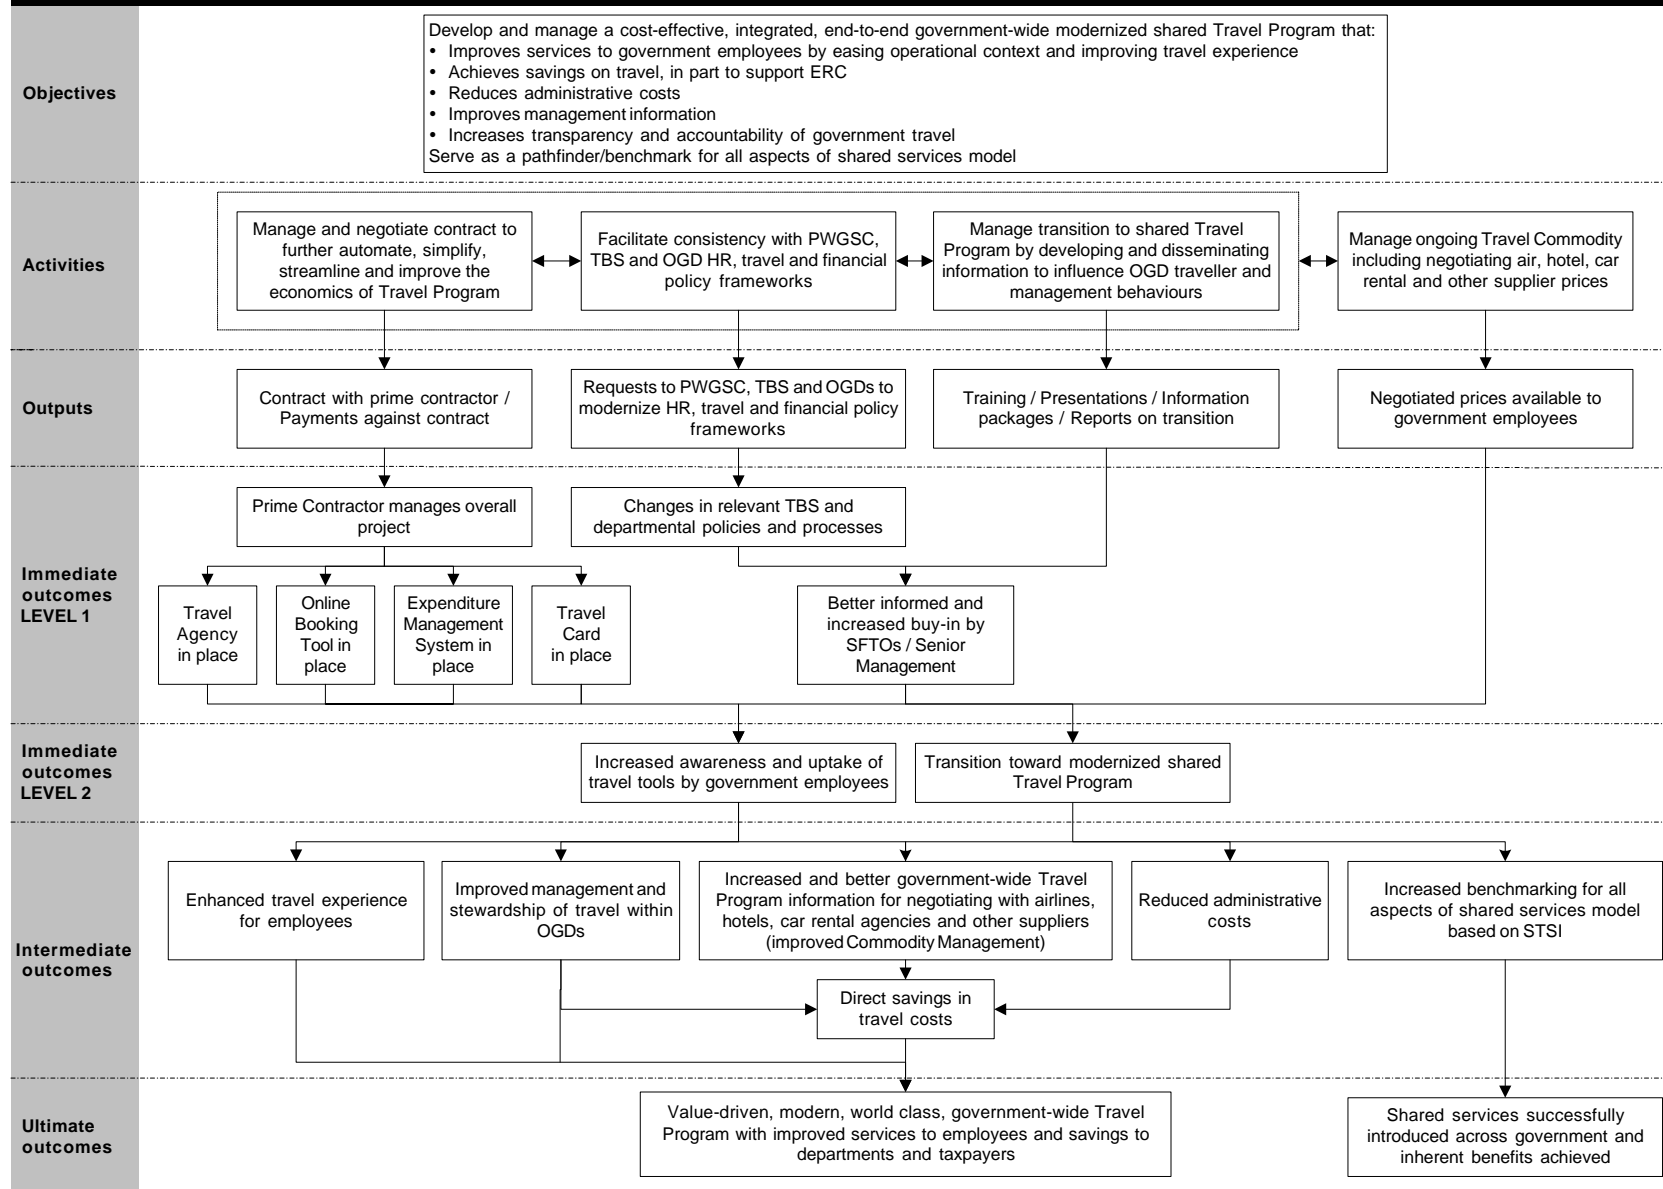 Objectives
Develop and manage a cost-effective, integrated, end-to-end government-wide modernized shared Travel Program that:
• Improves services to government employees by easing operational context and improving travel experience
• Achieves savings on travel, in part to support ERC
• Reduces administrative costs
• Improves management information
• Increases transparency and accountability of government travel
Serve as a pathfinder/benchmark for all aspects of shared services model
Activities
Manage and negotiate contract to
further automate, simplify,
streamline and improve the
economics of Travel Program
Facilitate consistency with PWGSC,
TBS and OGD HR, travel and financial
policy frameworks
Manage transition to shared Travel
Program by developing and disseminating
information to influence OGD traveller and
management behaviours
Manage ongoing Travel Commodity
including negotiating air, hotel, car
rental and other supplier prices
Outputs
Contract with prime contractor /
Payments against contract
Requests to PWGSC, TBS and OGDs to
modernize HR, travel and financial policy
frameworks
Training / Presentations / Information
packages / Reports on transition
Negotiated prices available to
government employees
Immediate
outcomes
LEVEL 1
Prime Contractor manages overall
project
Changes in relevant TBS and
departmental policies and processes
Travel
Agency
in place
Online
Booking
Tool in
place
Expenditure
Management
System in
place
Travel
Card
in place
Better informed and
increased buy-in by
SFTOs / Senior
Management
Immediate
outcomes
LEVEL 2
Increased awareness and uptake of
travel tools by government employees
Transition toward modernized shared
Travel Program
Intermediate
outcomes
Enhanced travel experience
for employees
Improved management and
stewardship of travel within
OGDs
Increased and better government-wide Travel
Program information for negotiating with airlines,
hotels, car rental agencies and other suppliers
(improved Commodity Management)
Reduced administrative
costs
Increased benchmarking for all
aspects of shared services model
based on STSI
Direct savings in
travel costs
Ultimate
outcomes
Value-driven, modern, world class, government-wide Travel
Program with improved services to employees and savings to
departments and taxpayers
Shared services successfully
introduced across government and
inherent benefits achieved